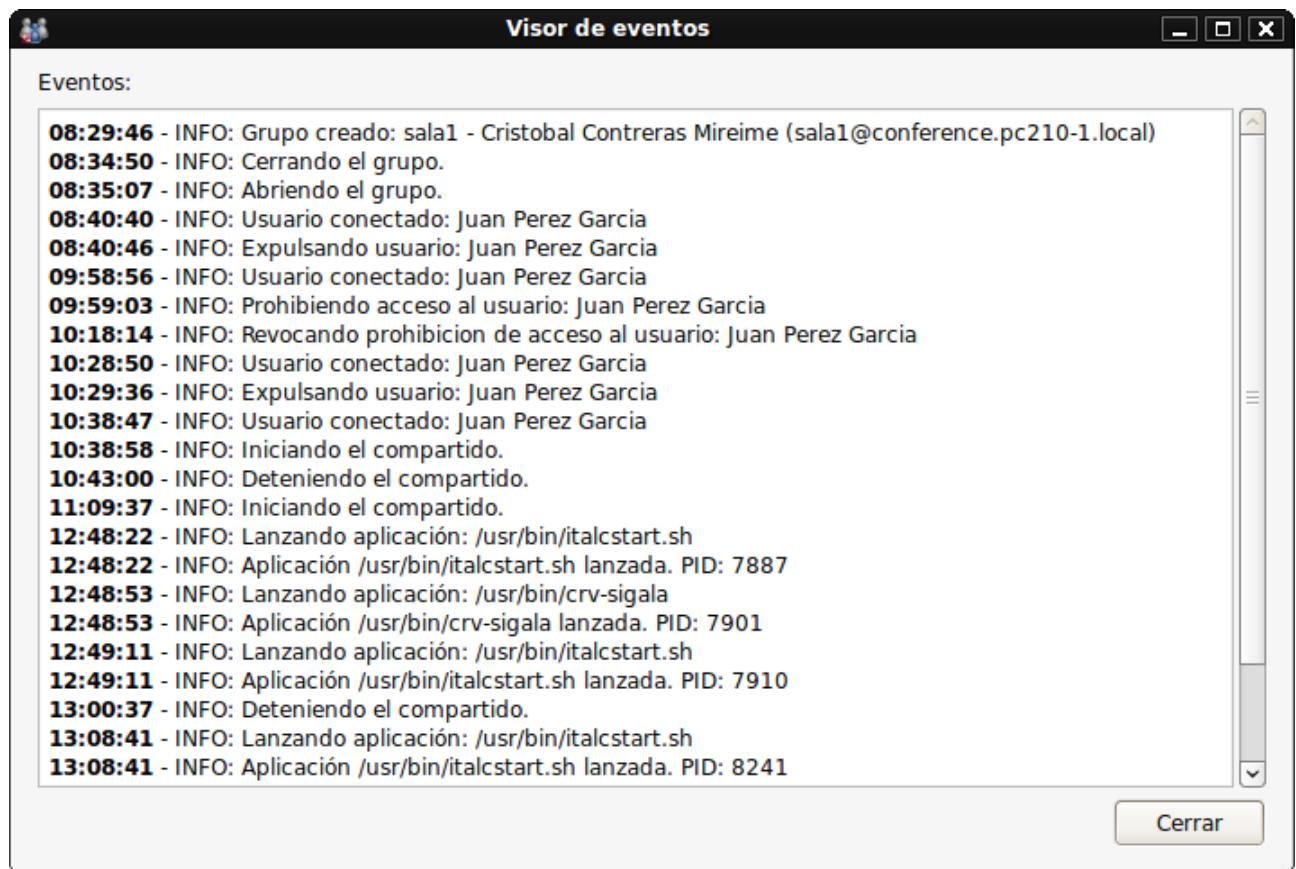 Visor de eventos
Eventos:
08:29:46 - INFO: Grupo creado: sala1 - Cristobal Contreras Mireime (sala1@conference.pc210-1.local)
08:34:50 - INFO: Cerrando el grupo.
08:35:07 - INFO: Abriendo el grupo.
08:40:40 - INFO: Usuario conectado: Juan Perez Garcia
08:40:46 - INFO: Expulsando usuario: Juan Perez Garcia
09:58:56 - INFO: Usuario conectado: Juan Perez Garcia
09:59:03 - INFO: Prohibiendo acceso al usuario: Juan Perez Garcia
10:18:14 - INFO: Revocando prohibicion de acceso al usuario: Juan Perez Garcia
10:28:50 - INFO: Usuario conectado: Juan Perez Garcia
10:29:36 - INFO: Expulsando usuario: Juan Perez Garcia
10:38:47 - INFO: Usuario conectado: Juan Perez Garcia
10:38:58 - INFO: Iniciando el compartido.
10:43:00 - INFO: Deteniendo el compartido.
11:09:37 - INFO: Iniciando el compartido.
12:48:22 - INFO: Lanzando aplicación: /usr/bin/italcstart.sh
12:48:22 - INFO: Aplicación /usr/bin/italcstart.sh lanzada. PID: 7887
12:48:53 - INFO: Lanzando aplicación: /usr/bin/crv-sigala
12:48:53 - INFO: Aplicación /usr/bin/crv-sigala lanzada. PID: 7901
12:49:11 - INFO: Lanzando aplicación: /usr/bin/italcstart.sh
12:49:11 - INFO: Aplicación /usr/bin/italcstart.sh lanzada. PID: 7910
13:00:37 - INFO: Deteniendo el compartido.
13:08:41 - INFO: Lanzando aplicación: /usr/bin/italcstart.sh
13:08:41 - INFO: Aplicación /usr/bin/italcstart.sh lanzada. PID: 8241
Cerrar